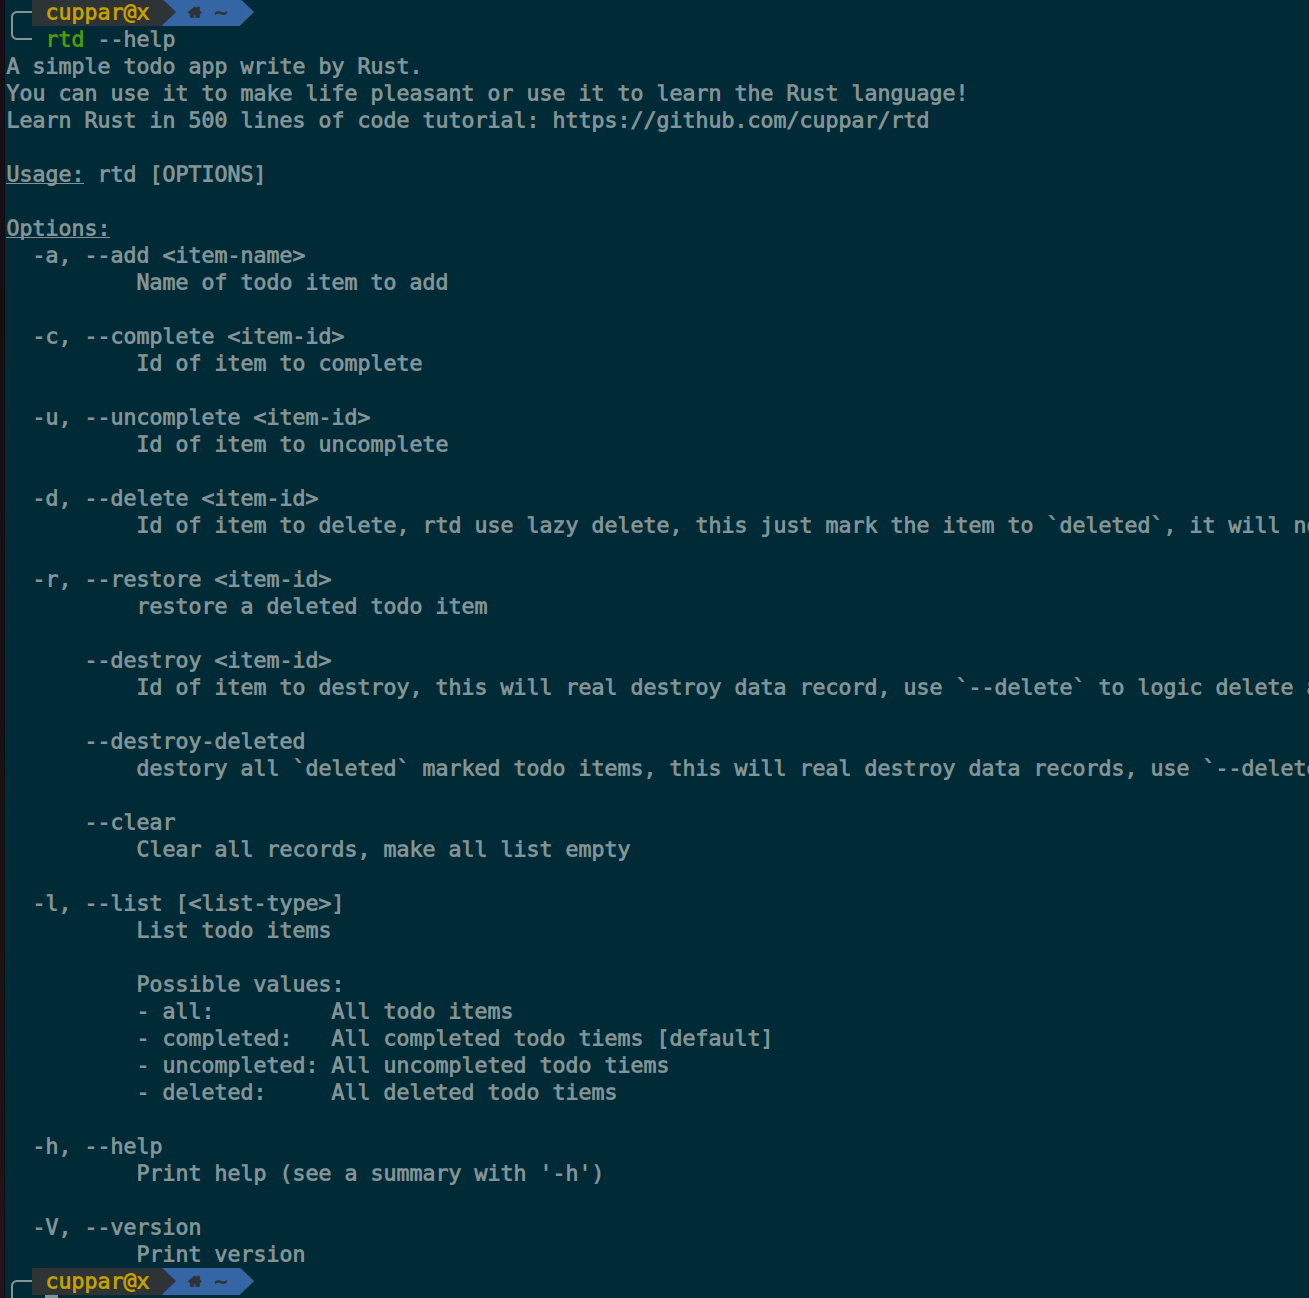 cuppar@x ~
rtd --help
A simple todo app write by Rust.
You can use it to make life pleasant or use it to learn the Rust language!
Learn Rust in 500 lines of code tutorial: https://github.com/cuppar/rtd
Usage: rtd [OPTIONS]
Options:
-a, --add <item-name>
Name of todo item to add
-c, --complete <item-id>
Id of item to complete
-u, --uncomplete <item-id>
Id of item to uncomplete
-d, --delete <item-id>
Id of item to delete, rtd use lazy delete, this just mark the item to `deleted`, it will
-r, --restore <item-id>
restore a deleted todo item
--destroy <item-id>
Id of item to destroy, this will real destroy data record, use `--delete` to logic delete
--destroy-deleted
destory all `deleted` marked todo items, this will real destroy data records, use `--delet
--clear
Clear all records, make all list empty
-l, --list [<list-type>]
List todo items
Possible values:
- all: All todo items
- completed: All completed todo tiems [default]
- uncompleted: All uncompleted todo tiems
- deleted: All deleted todo tiems
-h, --help
Print help (see a summary with '-h')
-V, --version
Print version
cuppar@x ~